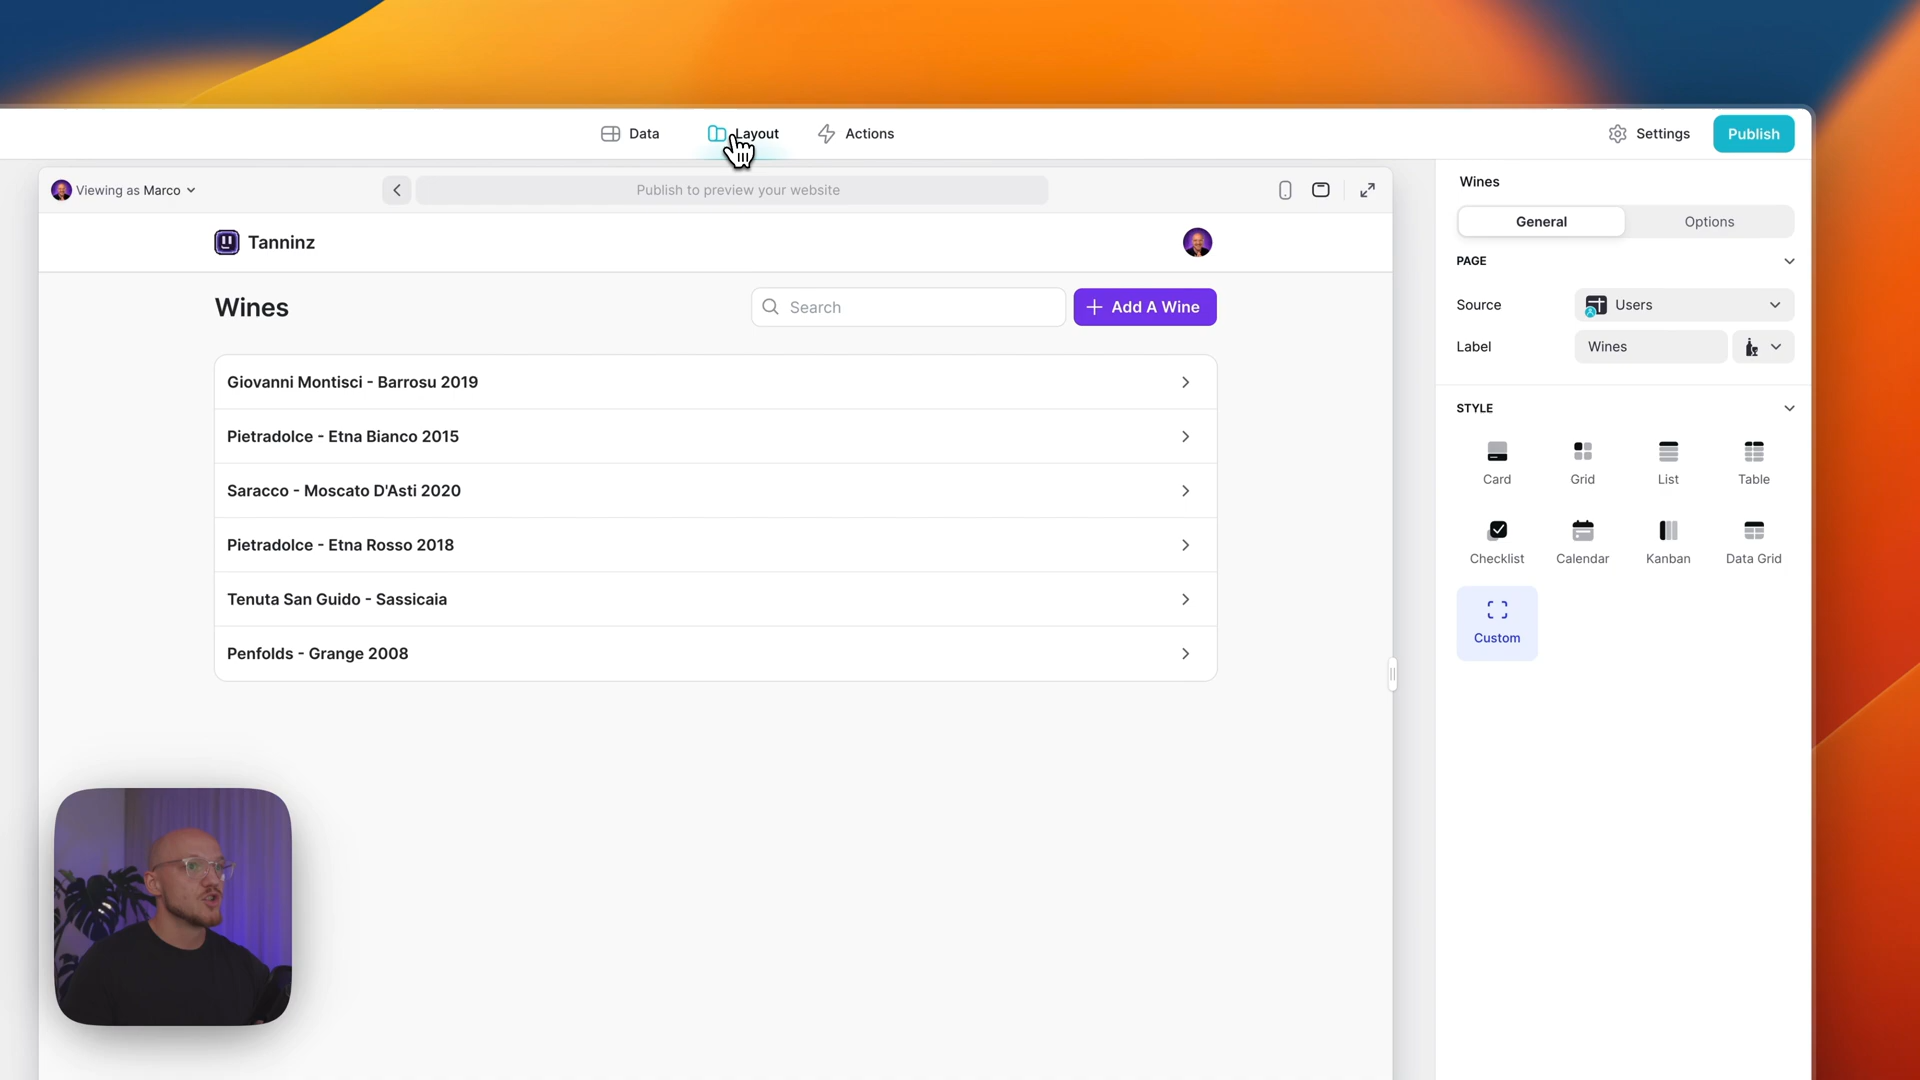 Data
Layout
Actions
Settings
Publish
Viewing as Marco
Publish to preview your website
Wines
General
Options
Tanninz
PAGE
Wines
Search
Add A Wine
Source
Users
Label
Wines
Giovanni Montisci - Barrosu 2019
Pietradolce - Etna Bianco 2015
Saracco - Moscato D'Asti 2020
Pietradolce - Etna Rosso 2018
Tenuta San Guido - Sassicaia
Penfolds - Grange 2008
STYLE
Card
Grid
List
Table
Checklist
Calendar
Kanban
Data Grid
Custom